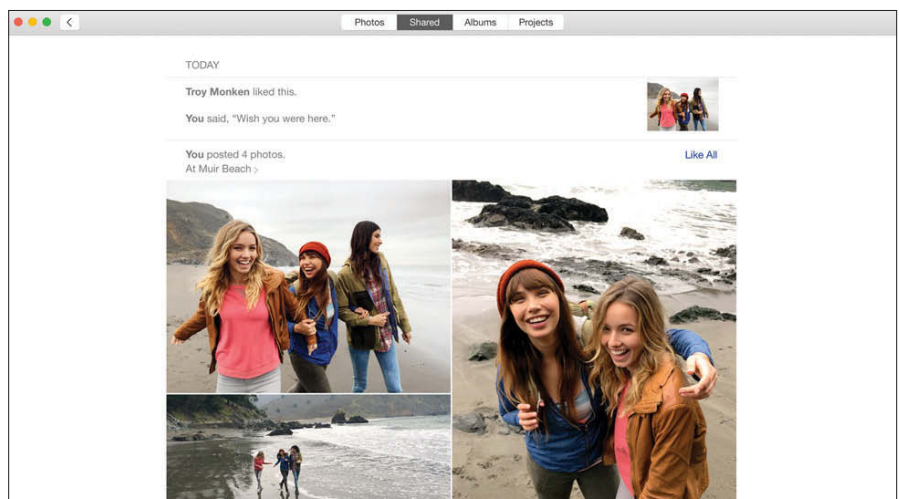 Photos Shared Albums Projects
TODAY
Troy Monken liked this.
You said, “Wish you were here.”
You posted 4 photos.
Like All
At Muir Beach >